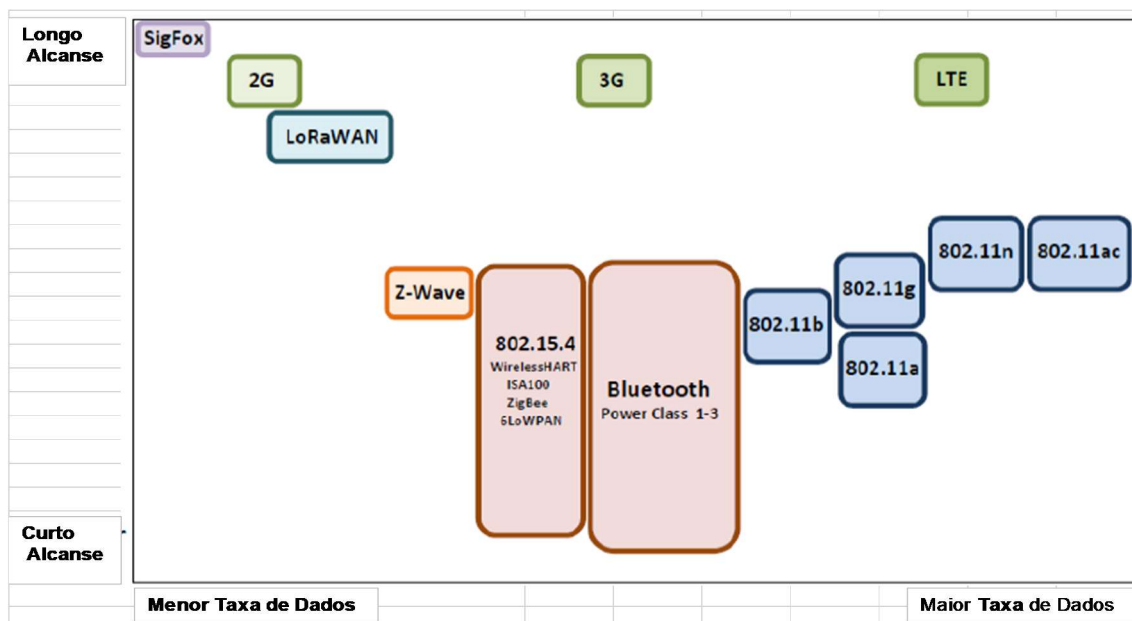 Longo
Alcanse
SigFox
2G
3G
LTE
LoRaWAN
802.11n
802.11ac
Z-Wave
802.11g
802.11b
802.15.4
WirelessHART
ISA100
ZigBee
6LoWPAN
Bluetooth
Power Class 1-3
802.11a
Curto
Alcanse
Menor Taxa de Dados
Maior Taxa de Dados